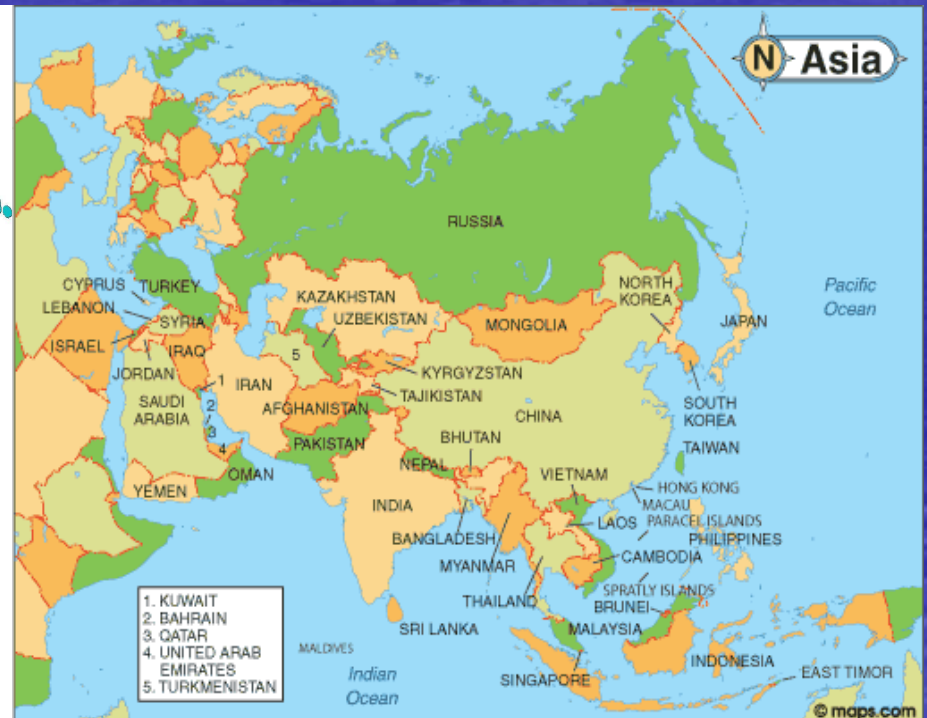 N Asia
RUSSIA
Pacific
Ocean
CYPRUS
TURKEY
LEBANON
SYRIA
ISRAEL
IRAQ
JORDAN
1
SAUDI
ARABIA
2
3
4
IRAN
5
KAZAKHSTAN
UZBEKISTAN
MONGOLIA
NORTH
KOREA
JAPAN
KYRGYZSTAN
TAJIKISTAN
AFGHANISTAN
CHINA
SOUTH
KOREA
PAKISTAN
BHUTAN
TAIWAN
NEPAL
OMAN
YEMEN
INDIA
VIETNAM
HONG KONG
MACAU
LAOS
PARACEL ISLANDS
PHILIPPINES
BANGLADESH
CAMBODIA
MYANMAR
THAILAND
SPRATLY ISLANDS
BRUNEI
SRI LANKA
MALAYSIA
MALDIVES
INDONESIA
EAST TIMOR
SINGAPORE
Indian
Ocean
1. KUWAIT
2. BAHRAIN
3. QATAR
4. UNITED ARAB
EMIRATES
5. TURKMENISTAN
© maps.com